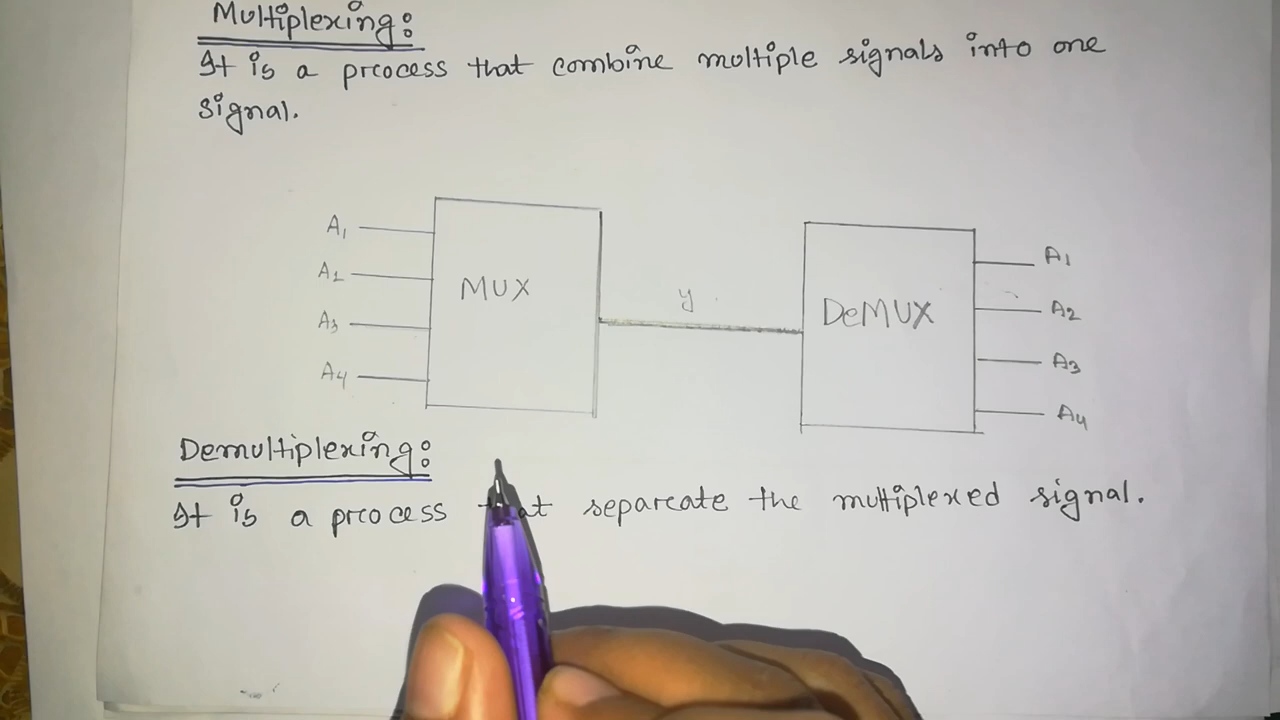 Multiplexing:
It is a process that combine multiple signals into one
signal.
A1
A2
A3
A4
MUX
y
DeMUX
A1
A2
A3
A4
Demultiplexing:
It is a process that separate the multiplexed signal.